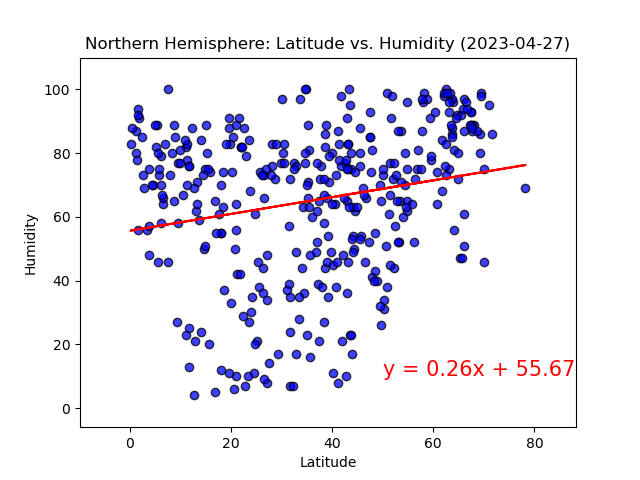 Northern Hemisphere: Latitude vs. Humidity (2023-04-27)
100
80
60
40
20
0
Humidity
y = 0.26x + 55.67
0 20 40 60 80
Latitude